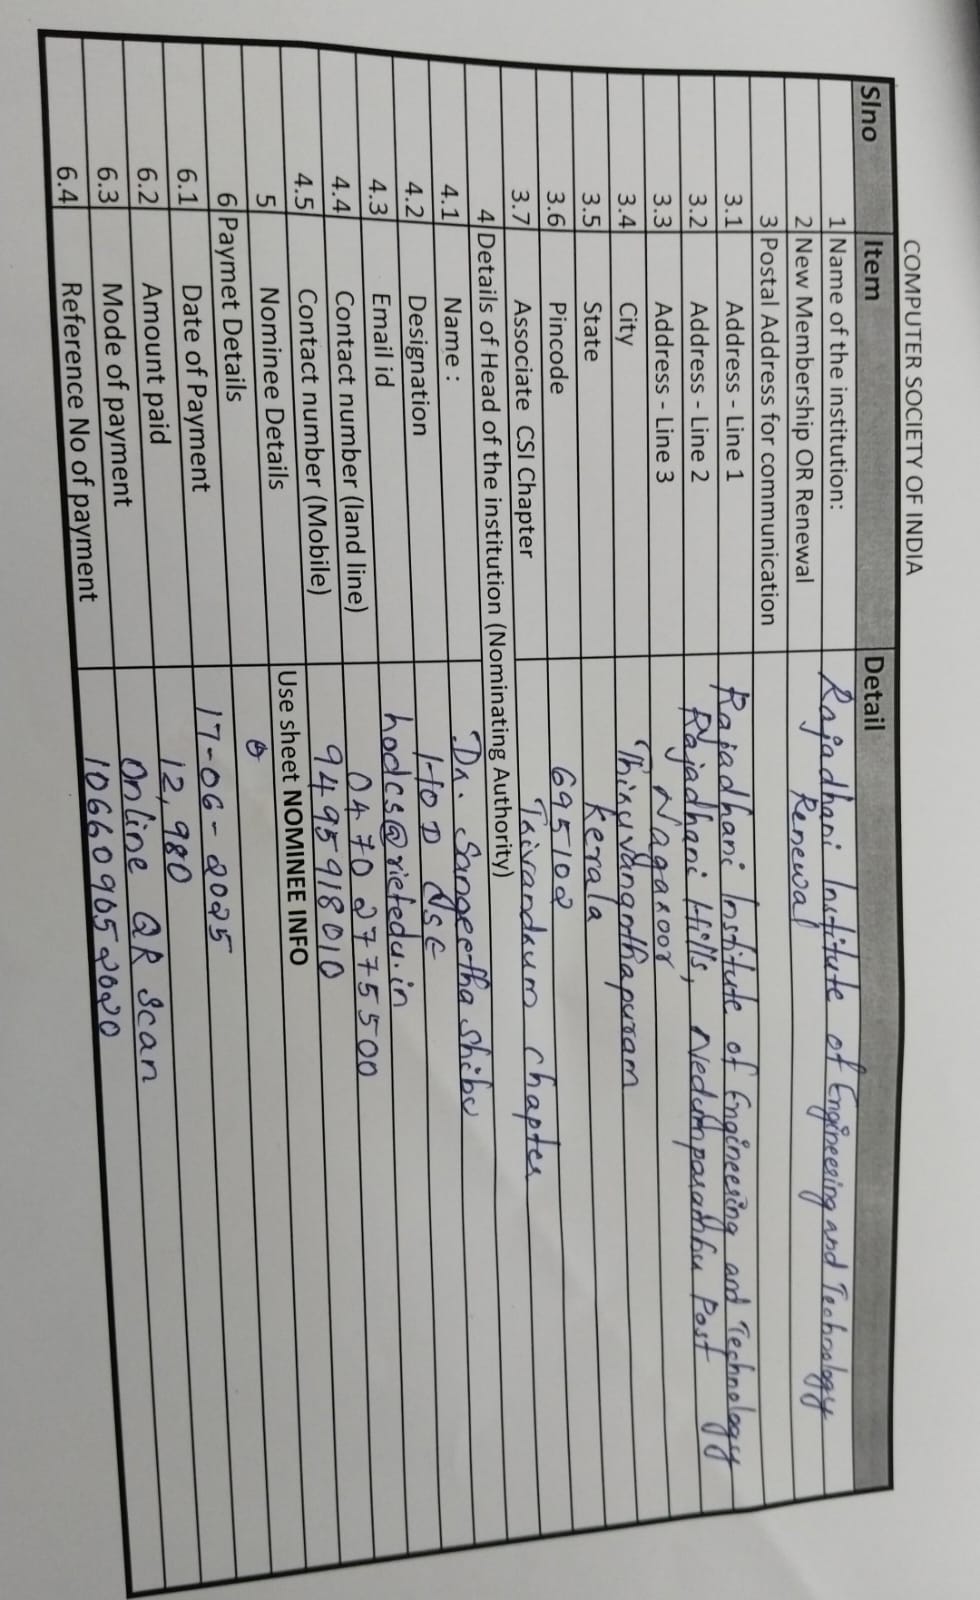 COMPUTER SOCIETY OF INDIA
Slno Item Detail
1 Name of the institution: Rajadhani Institute of Engineering and Technology
2 New Membership OR Renewal Renewal
3 Postal Address for communication
3.1 Address - Line 1 Rajadhani Institute of Engineering and Technology
3.2 Address - Line 2 Rajadhani Hills, Nedumparambu Post
3.3 Address - Line 3 Nagaroor
3.4 City Thiruvananthapuram
3.5 State Kerala
3.6 Pincode 695102
3.7 Associate CSI Chapter Trivandrum Chapter
4 Details of Head of the institution (Nominating Authority)
4.1 Name : Dr. Sangeetha Shibu
4.2 Designation HOD CSE
4.3 Email id hodcs@rietedu.in
4.4 Contact number (land line) 0470 2775500
4.5 Contact number (Mobile) 9495918010
5 Nominee Details Use sheet NOMINEE INFO
6 Paymet Details
6.1 Date of Payment 17-06-2025
6.2 Amount paid 12,980
6.3 Mode of payment Online QR Scan
6.4 Reference No of payment 106609052020